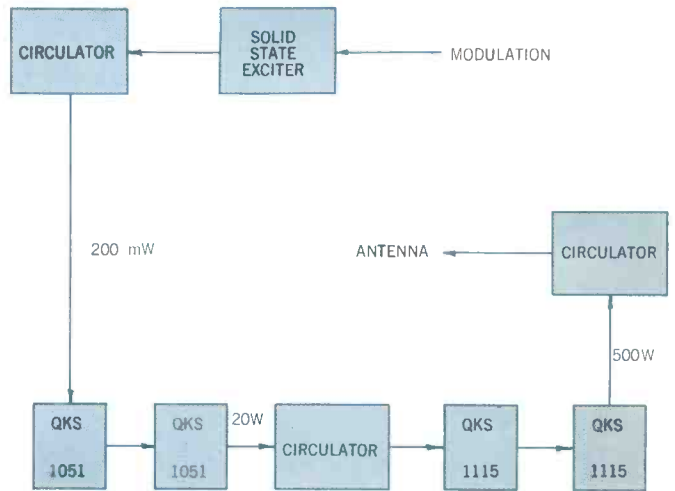 CIRCULATOR
SOLID
STATE
EXCITER
MODULATION
200 mW
ANTENNA
CIRCULATOR
500W
QKS
1051
QKS
1051
20W
CIRCULATOR
QKS
1115
QKS
1115